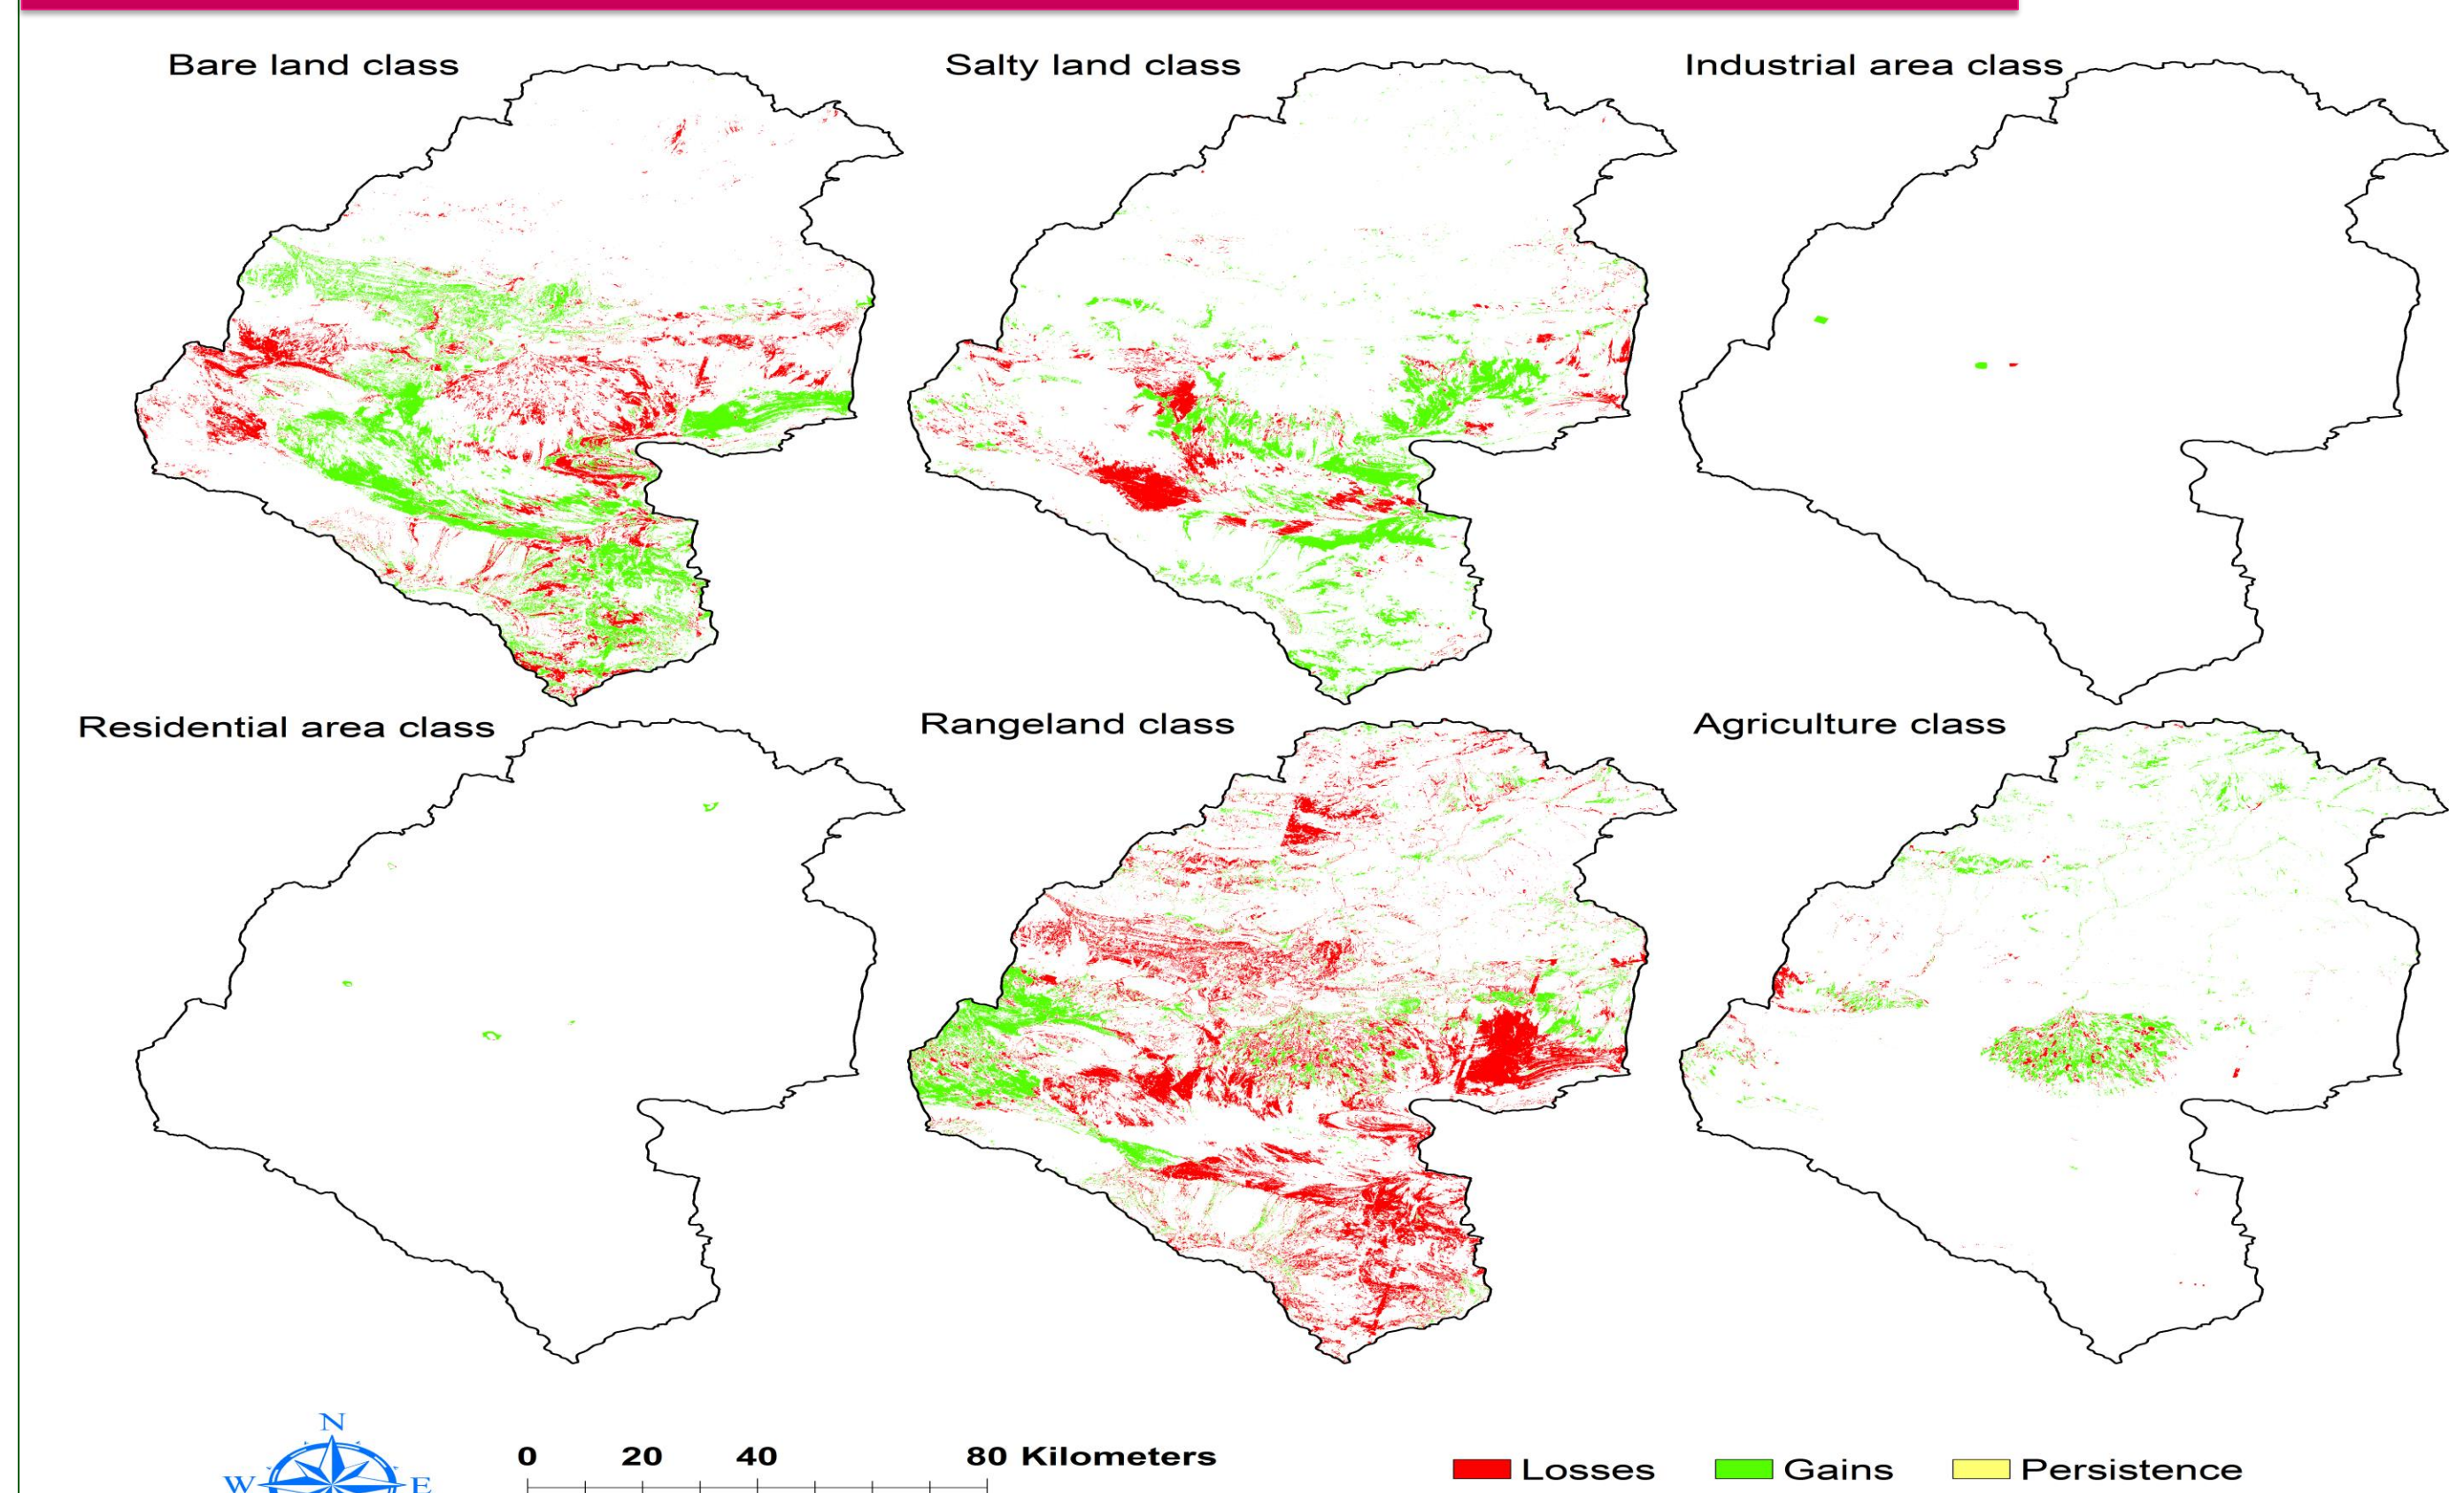 Bare land class
Salty land class
Industrial area class
Residential area class
Rangeland class
Agriculture class
N
W E
0 20 40 80 Kilometers
Losses Gains Persistence